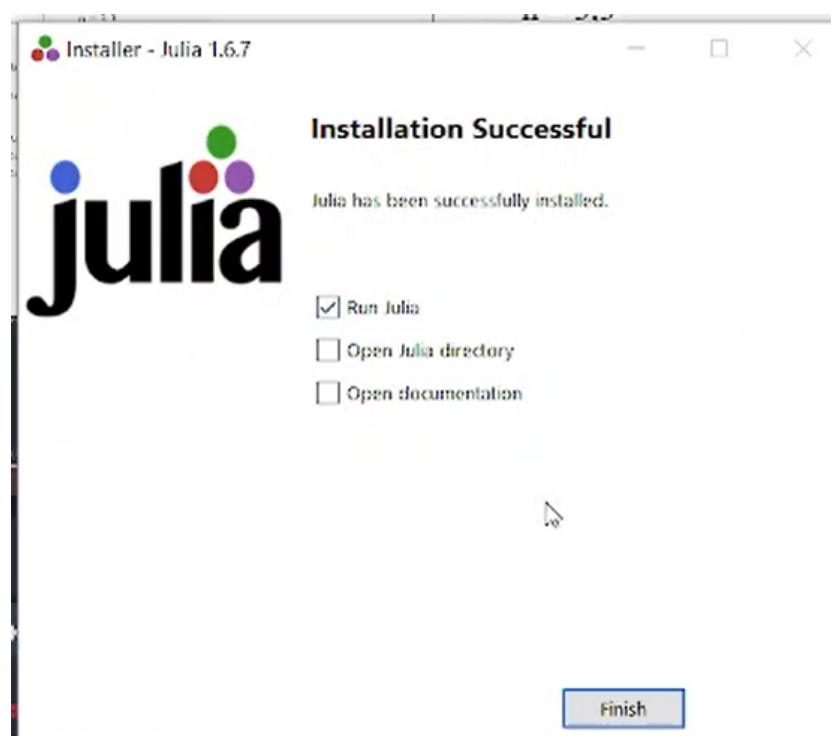 Installer - Julia 1.6.7
Installation Successful
julia
Julia has been successfully installed.
Run Julia
Open Julia directory
Open documentation
Finish